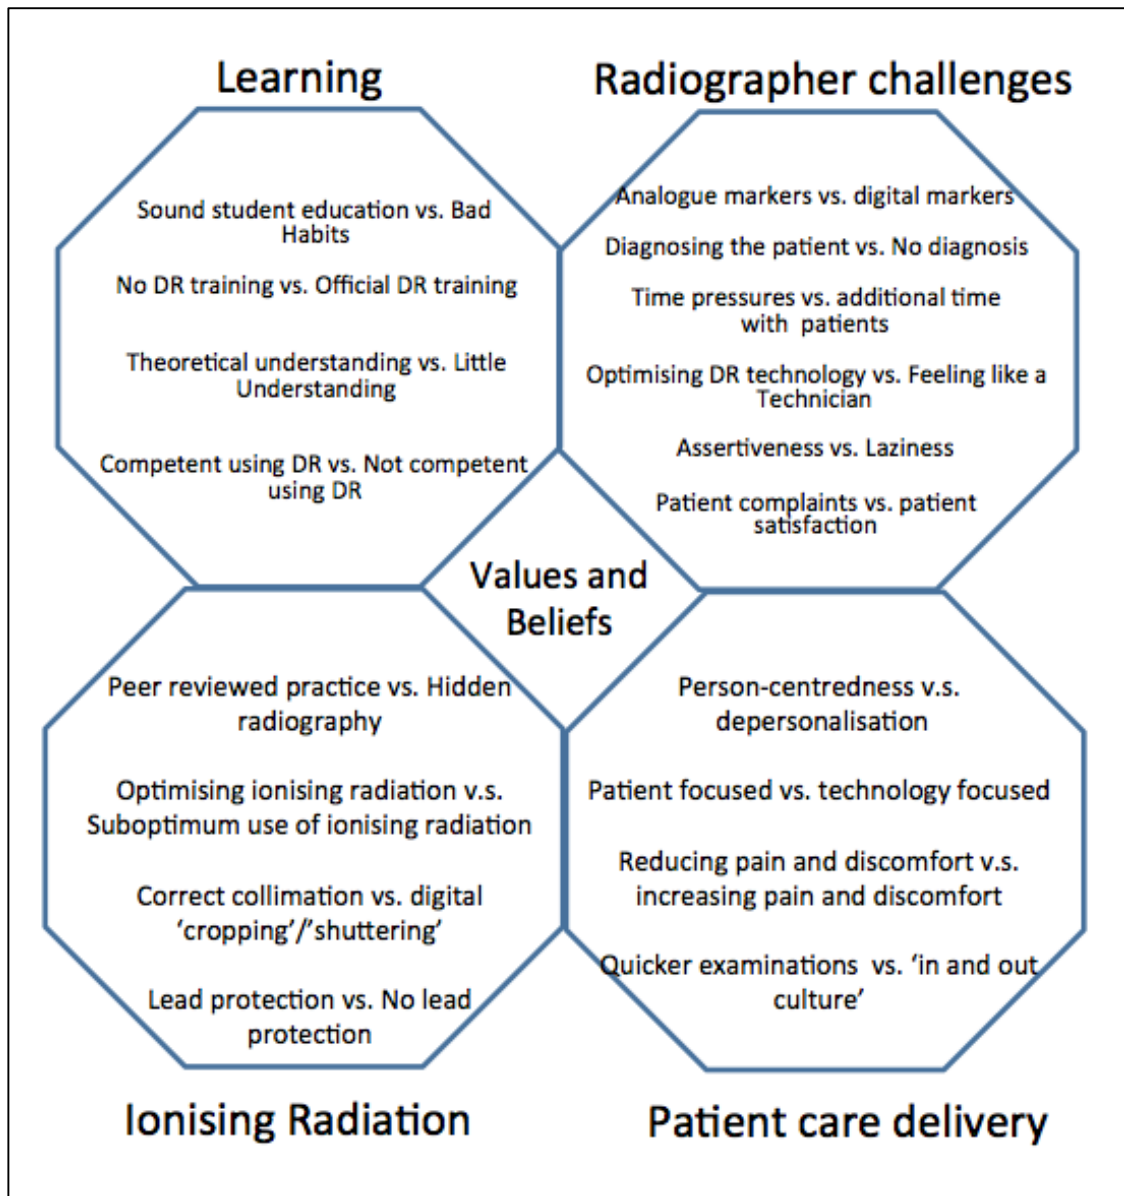 Learning
Sound student education vs. Bad
Habits
No DR training vs. Official DR training
Theoretical understanding vs. Little
Understanding
Competent using DR vs. Not competent
using DR
Radiographer challenges
Analogue markers vs. digital markers
Diagnosing the patient vs. No diagnosis
Time pressures vs. additional time
with patients
Optimising DR technology vs. Feeling like a
Technician
Assertiveness vs. Laziness
Patient complaints vs. patient
satisfaction
Values and
Beliefs
Peer reviewed practice vs. Hidden
radiography
Optimising ionising radiation v.s.
Suboptimum use of ionising radiation
Correct collimation vs. digital
‘cropping’/’shuttering’
Lead protection vs. No lead
protection
Ionising Radiation
Person-centredness v.s.
depersonalisation
Patient focused vs. technology focused
Reducing pain and discomfort v.s.
increasing pain and discomfort
Quicker examinations vs. ‘in and out
culture’
Patient care delivery